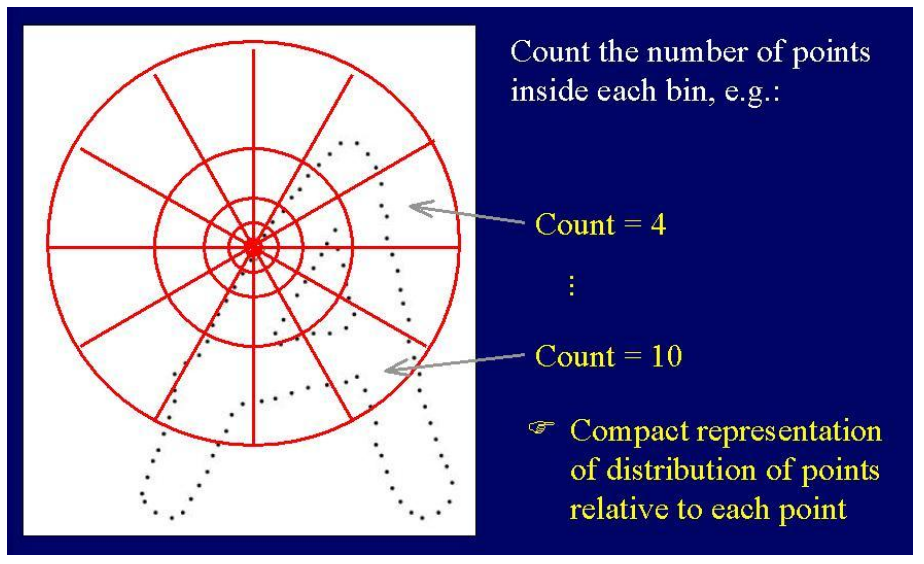 Count the number of points
inside each bin, e.g.:
Count = 4
⋮
Count = 10
☞ Compact representation
of distribution of points
relative to each point